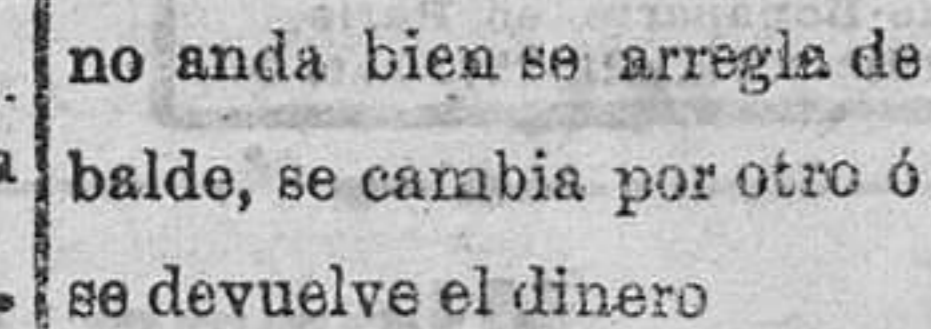 no anda bien se arregla de
balde, se cambia por otro ó
se devuelve el dinero